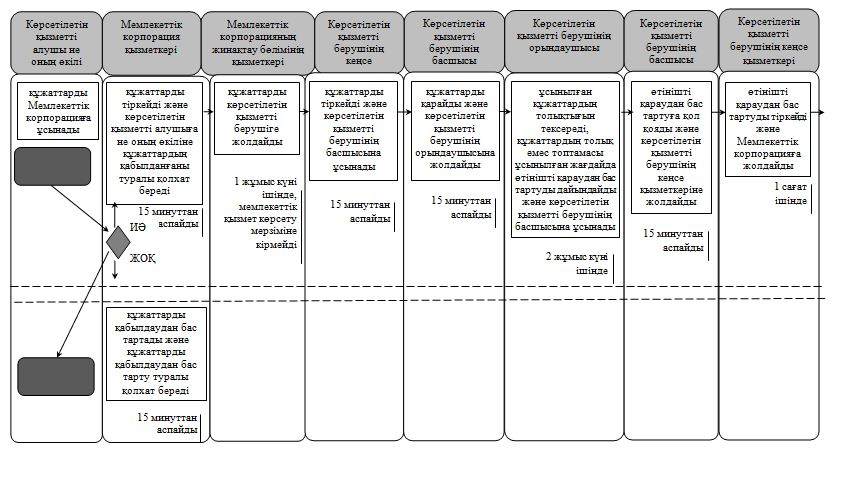 Көрсетілетін
қызметті
алушы не
оның өкілі
Мемлекеттік
корпорация
қызметкері
Мемлекеттік
корпорацияның
жинақтау бөлімінің
қызметкері
Көрсетілетін
қызметті
берушінің
кеңсе
Көрсетілетін
қызметті
берушінің
басшысы
Көрсетілетін
қызметті берушінің
орындаушысы
Көрсетілетін
қызметті
берушінің
басшысы
Көрсетілетін
қызметті
берушінің кеңсе
қызметкері
құжаттарды
Мемлекеттік
корпорацияға
ұсынады
құжаттарды
тіркейді және
көрсетілетін
қызметті алушыға
не оның өкіліне
құжаттардың
қабылданғаны
туралы қолхат
береді
15 минуттан
аспайды
ИӘ
ЖОҚ
құжаттарды
көрсетілетін
қызметті
берушіге
жолдайды
1 жұмыс күні
ішінде,
мемлекеттік
қызмет көрсету
мерзіміне
кірмейді
құжаттарды
тіркейді және
көрсетілетін
қызметті
берушінің
басшысына
ұсынады
15 минуттан
аспайды
құжаттарды
қарайды және
көрсетілетін
қызметті
берушінің
орындаушысына
жолдайды
15 минуттан
аспайды
ұсынылған
құжаттардың
толықтығын
тексереді,
құжаттардың толық
емес топтамасы
ұсынылған жағдайда
өтінішті қараудан бас
тартуды дайындайды
және көрсетілетін
қызметті берушінің
басшысына ұсынады
2 жұмыс күні
ішінде
өтінішті
қараудан бас
тартуға қол
қояды және
көрсетілетін
қызметті
берушінің
кеңсе
қызметкеріне
жолдайды
15 минуттан
аспайды
өтінішті
қараудан бас
тартуды тіркейді
және
Мемлекеттік
корпорацияға
жолдайды
1 сағат
ішінде
құжаттарды
қабылдаудан бас
тартады және
құжаттарды
қабылдаудан бас
тарту туралы
қолхат береді
15 минуттан
аспайды